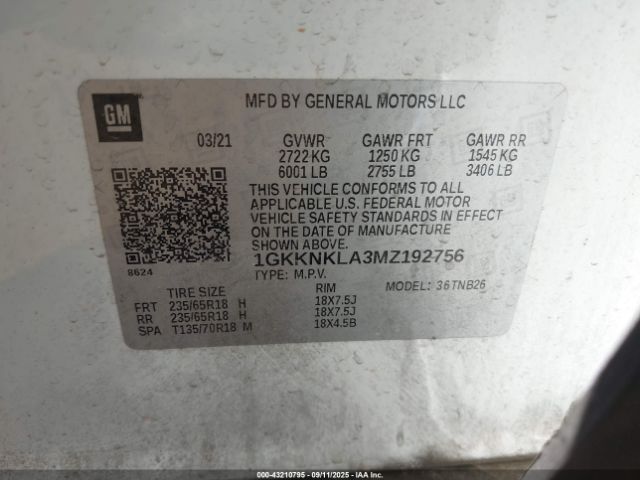 GM
MFD BY GENERAL MOTORS LLC
03/21 GVWR GAWR FRT GAWR RR
2722 KG 1250 KG 1545 KG
6001 LB 2755 LB 3406 LB
THIS VEHICLE CONFORMS TO ALL
APPLICABLE U.S. FEDERAL MOTOR
VEHICLE SAFETY STANDARDS IN EFFECT
ON THE DATE OF MANUFACTURE
SHOWN ABOVE.
8624
1GKKNKLA3MZ192756
TYPE: M.P.V. MODEL: 36TNB26
TIRE SIZE RIM
FRT 235/65R18 H 18X7.5J
RR 235/65R18 H 18X7.5J
SPA T135/70R18 M 18X4.5B
000-43210795 - 09/11/2025 - IAA Inc.